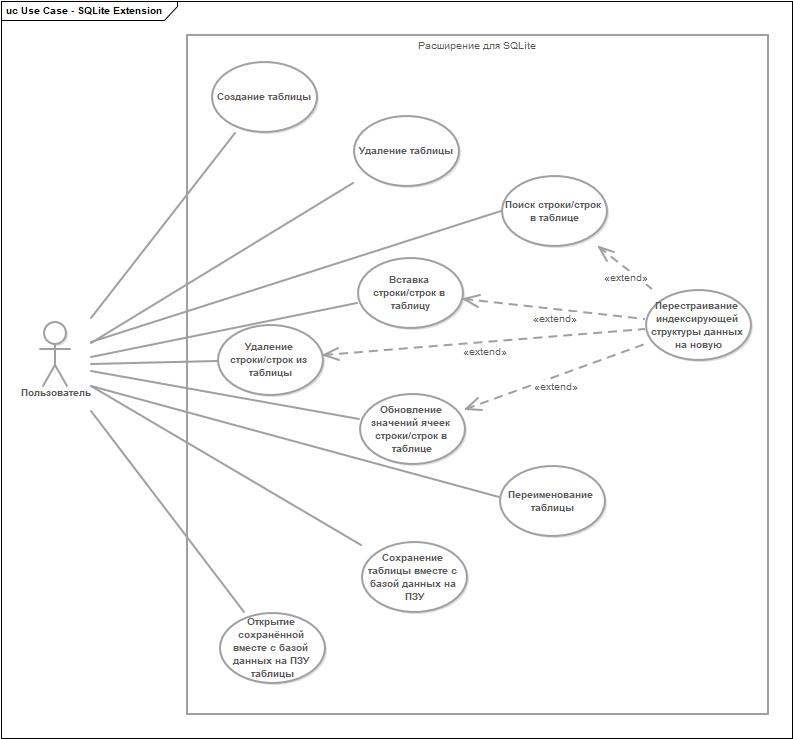 uc Use Case - SQLite Extension
Расширение для SQLite
Создание таблицы
Удаление таблицы
Поиск строки/строк
в таблице
Вставка
строки/строк в
таблицу
«extend»
Перестраивание
индексирующей
структуры данных
на новую
«extend»
Удаление
строки/строк из
таблицы
«extend»
Пользователь
«extend»
Обновление
значений ячеек
строки/строк в
таблице
Переименование
таблицы
Сохранение
таблицы вместе с
базой данных на
ПЗУ
Открытие
сохранённой
вместе с базой
данных на ПЗУ
таблицы